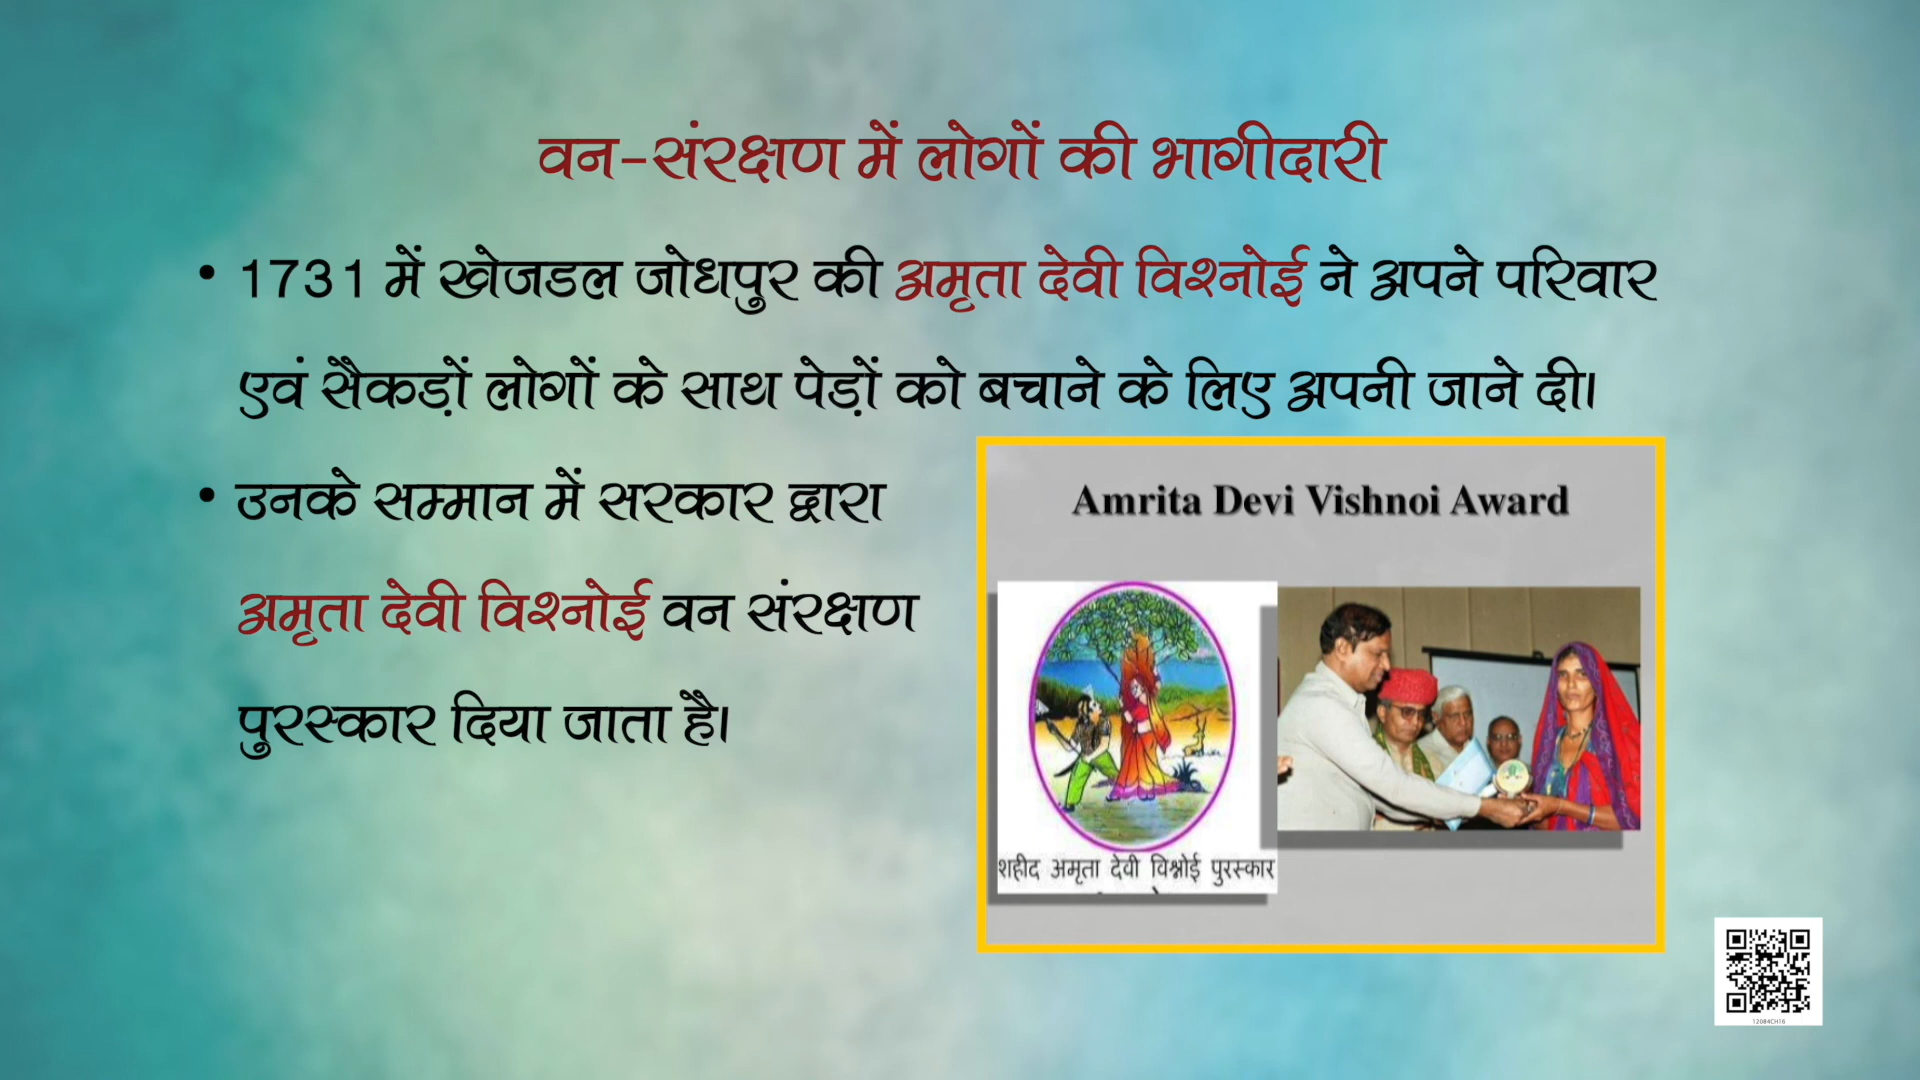 वन-संरक्षण में लोगों की भागीदारी
• 1731 में खेजडल जोधपुर की अमृता देवी विश्नोई ने अपने परिवार
एवं सैकड़ों लोगों के साथ पेड़ों को बचाने के लिए अपनी जाने दी।
• उनके सम्मान में सरकार द्वारा
अमृता देवी विश्नोई वन संरक्षण
पुरस्कार दिया जाता है।
Amrita Devi Vishnoi Award
शहीद अमृता देवी विश्नोई पुरस्कार
12084CH16